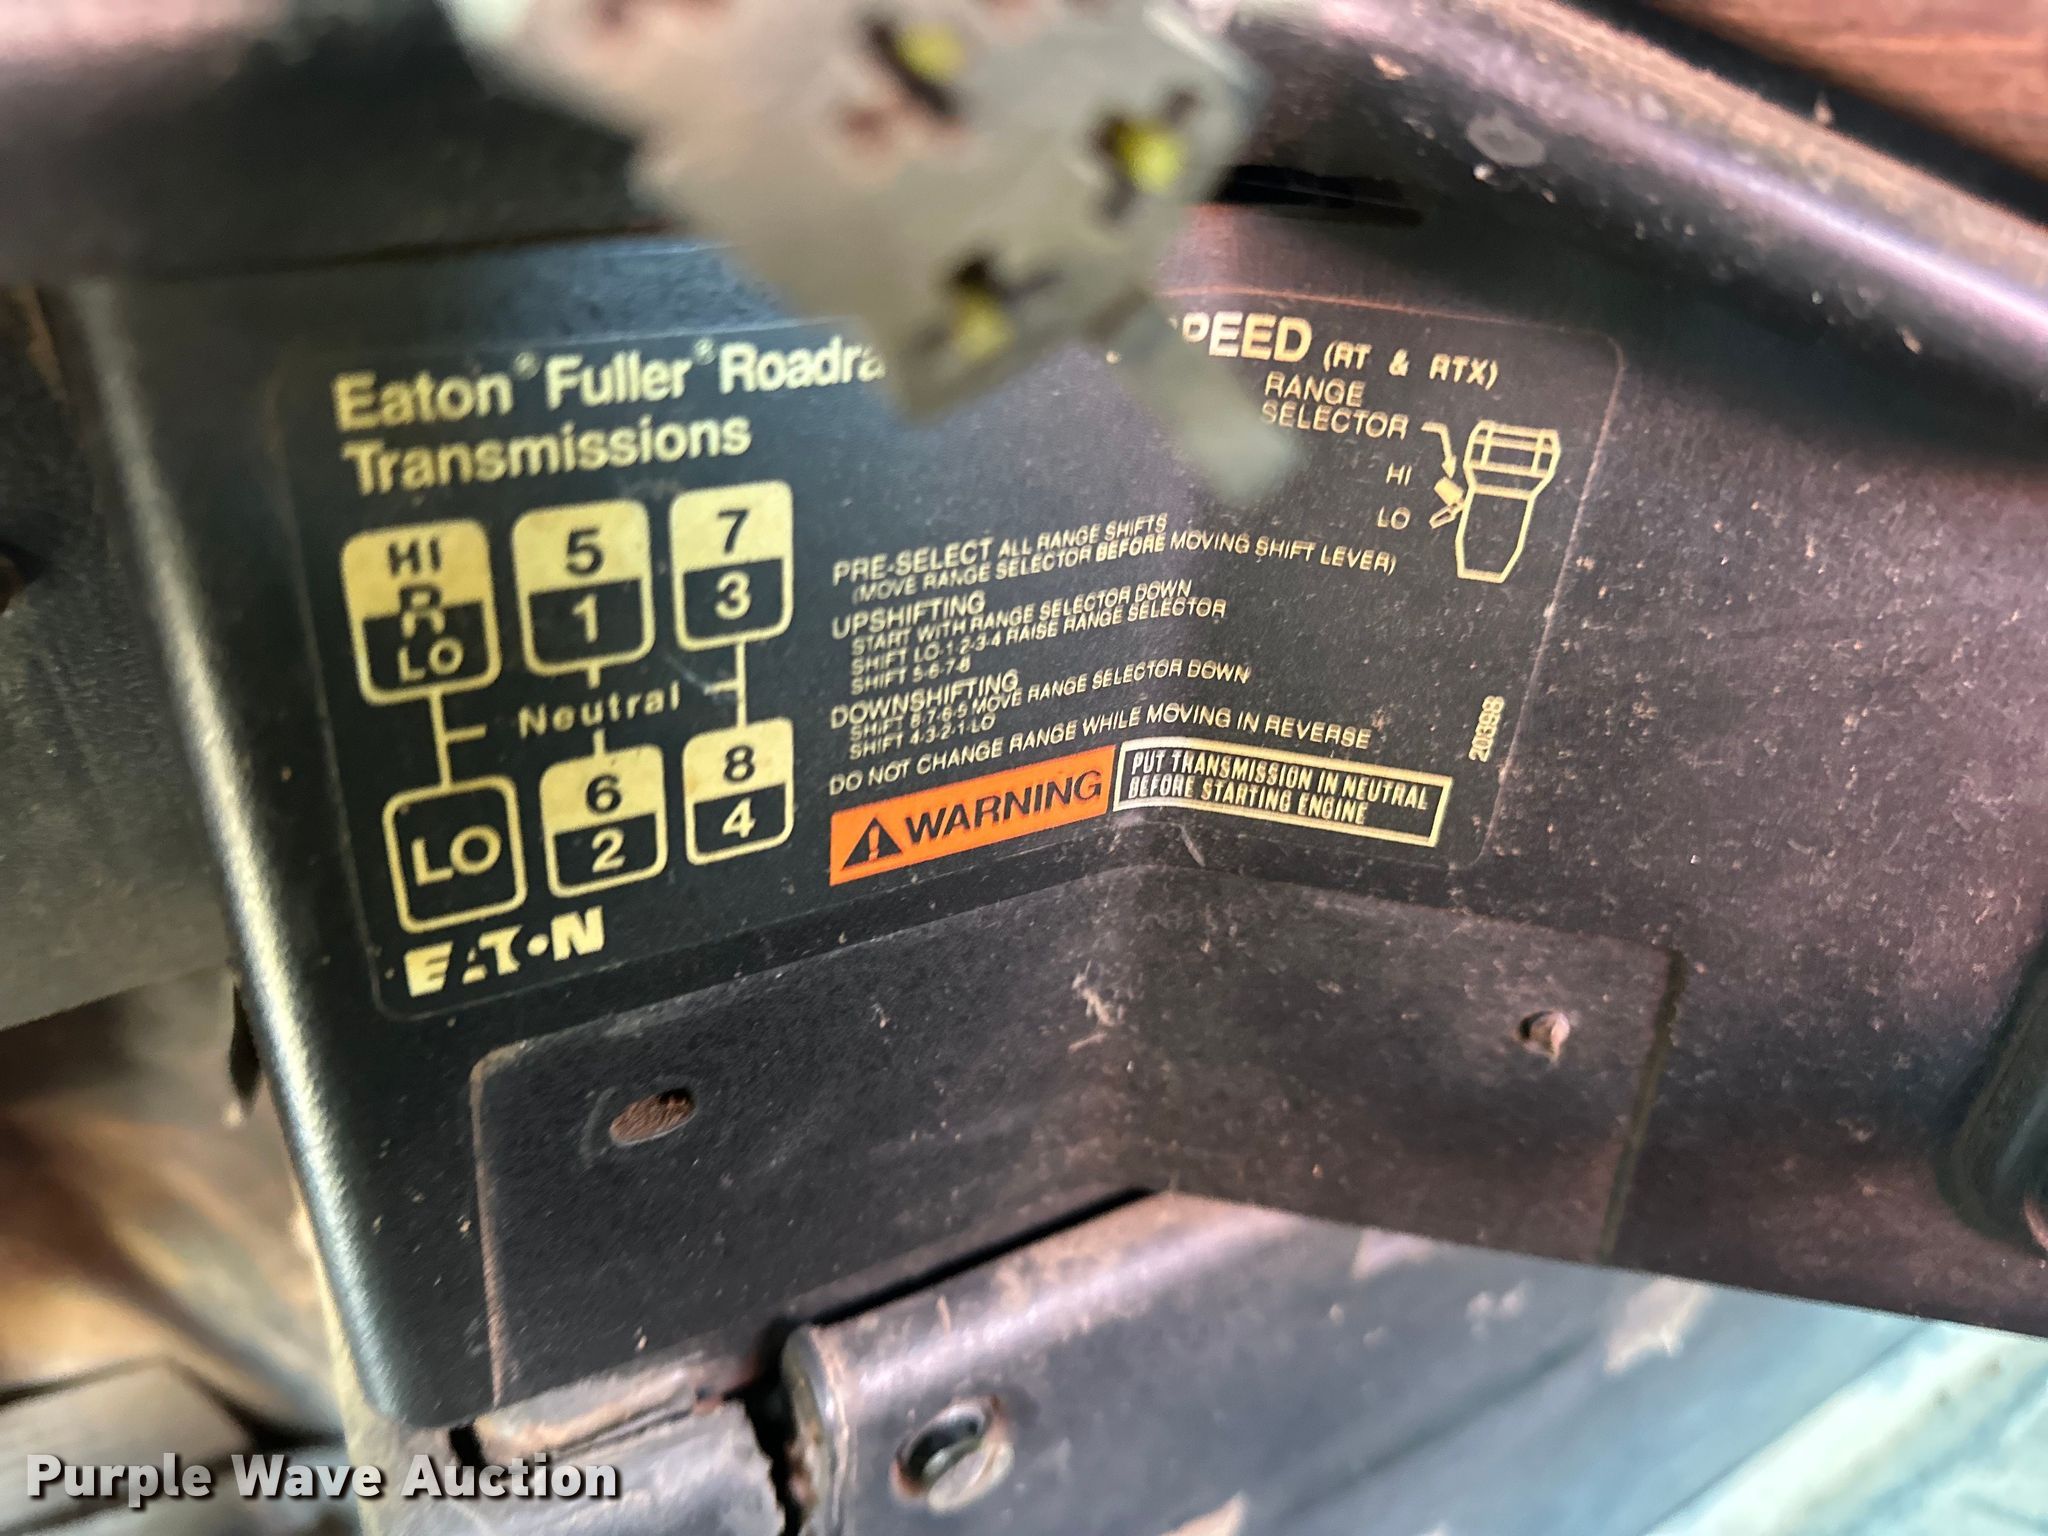 Eaton® Fuller® Roadra
Transmissions
PEED (RT & RTX)
RANGE
SELECTOR
HI
LO
HI
R
LO
5
1
7
3
Neutral
LO
6
2
8
4
EATON
PRE-SELECT ALL RANGE SHIFTS
(MOVE RANGE SELECTOR BEFORE MOVING SHIFT LEVER)
UPSHIFTING
START WITH RANGE SELECTOR DOWN
SHIFT LO-1-2-3-4 RAISE RANGE SELECTOR
SHIFT 5-6-7-8
DOWNSHIFTING
SHIFT 8-7-6-5 MOVE RANGE SELECTOR DOWN
SHIFT 4-3-2-1-LO
DO NOT CHANGE RANGE WHILE MOVING IN REVERSE
WARNING
PUT TRANSMISSION IN NEUTRAL
BEFORE STARTING ENGINE
20398
Purple Wave Auction